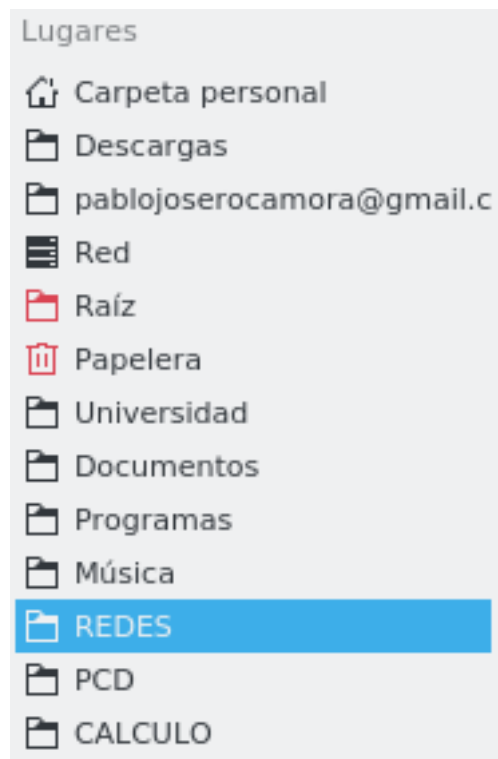 Lugares
Carpeta personal
Descargas
pablojoserocamora@gmail.c
Red
Raíz
Papelera
Universidad
Documentos
Programas
Música
REDES
PCD
CALCULO